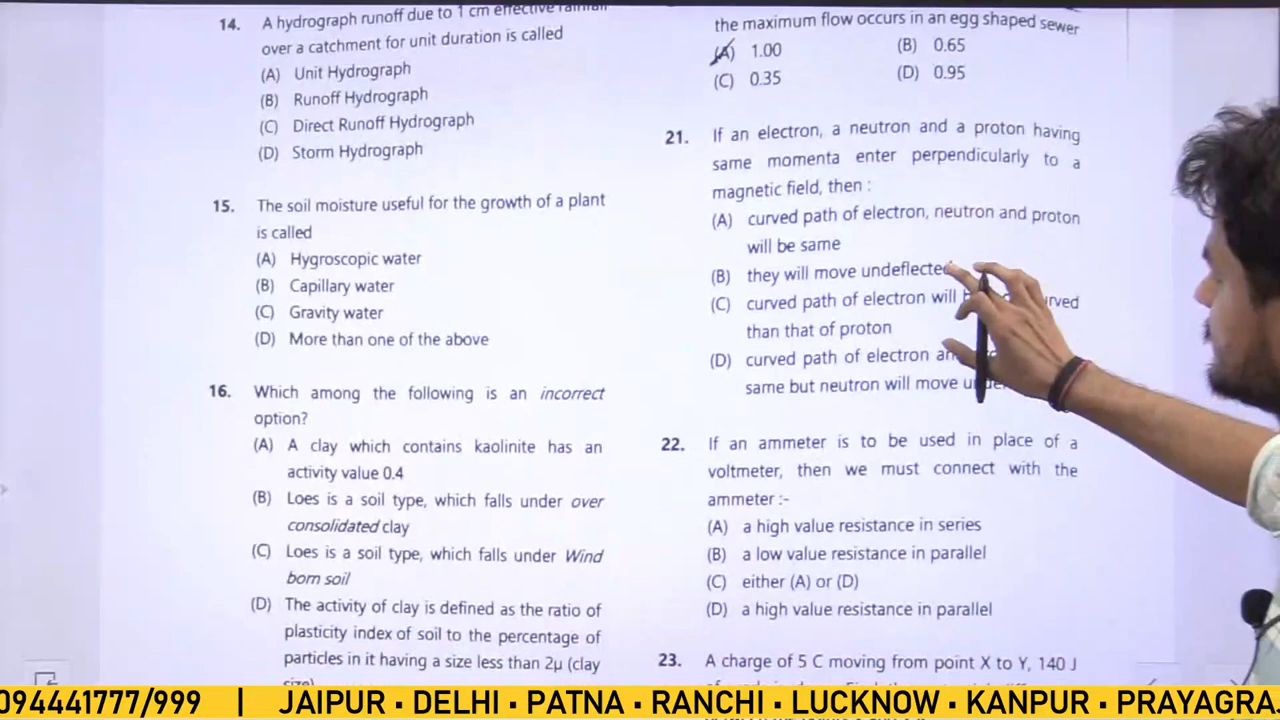 14. A hydrograph runoff due to 1 cm effective rainfall
over a catchment for unit duration is called
(A) Unit Hydrograph
(B) Runoff Hydrograph
(C) Direct Runoff Hydrograph
(D) Storm Hydrograph
15. The soil moisture useful for the growth of a plant
is called
(A) Hygroscopic water
(B) Capillary water
(C) Gravity water
(D) More than one of the above
16. Which among the following is an incorrect
option?
(A) A clay which contains kaolinite has an
activity value 0.4
(B) Loes is a soil type, which falls under over
consolidated clay
(C) Loes is a soil type, which falls under Wind
born soil
(D) The activity of clay is defined as the ratio of
plasticity index of soil to the percentage of
particles in it having a size less than 2μ (clay
size)
the maximum flow occurs in an egg shaped sewer
(A) 1.00 (B) 0.65
(C) 0.35 (D) 0.95
21. If an electron, a neutron and a proton having
same momenta enter perpendicularly to a
magnetic field, then :
(A) curved path of electron, neutron and proton
will be same
(B) they will move undeflected
(C) curved path of electron will
than that of proton
(D) curved path of electron
same but neutron will move
22. If an ammeter is to be used in place of a
voltmeter, then we must connect with the
ammeter :-
(A) a high value resistance in series
(B) a low value resistance in parallel
(C) either (A) or (D)
(D) a high value resistance in parallel
23. A charge of 5 C moving from point X to Y, 140 J
094441777/999 | JAIPUR ▪ DELHI ▪ PATNA ▪ RANCHI ▪ LUCKNOW ▪ KANPUR ▪ PRAYAGRAJ